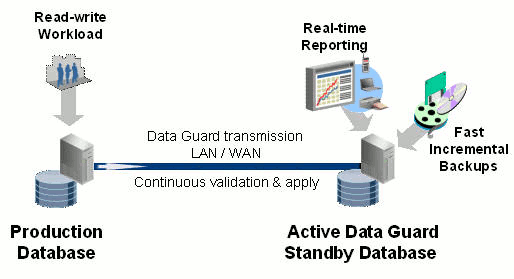 Read-write
Workload
Real-time
Reporting
Data Guard transmission
LAN / WAN
Continuous validation & apply
Fast
Incremental
Backups
Production
Database
Active Data Guard
Standby Database